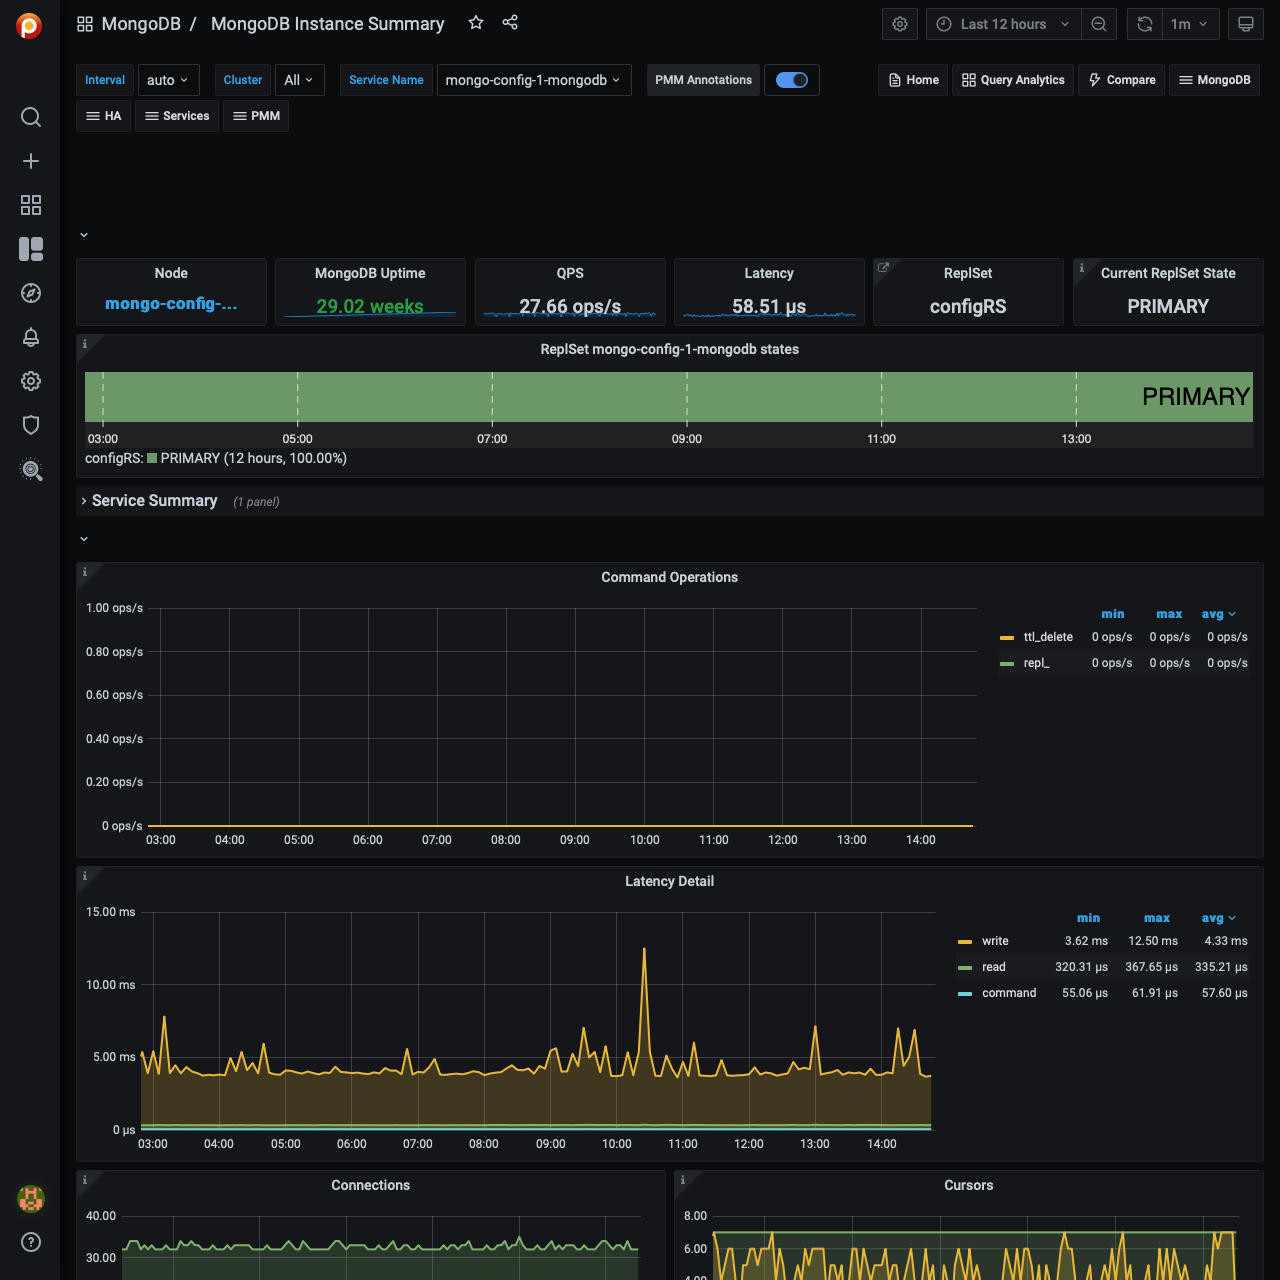 MongoDB / MongoDB Instance Summary
Last 12 hours 1m
Interval auto Cluster All Service Name mongo-config-1-mongodb PMM Annotations Home Query Analytics Compare MongoDB
HA Services PMM
Node MongoDB Uptime QPS Latency ReplSet Current ReplSet State
mongo-config-... 29.02 weeks 27.66 ops/s 58.51 µs configRS PRIMARY
ReplSet mongo-config-1-mongodb states
PRIMARY
03:00 05:00 07:00 09:00 11:00 13:00
configRS: PRIMARY (12 hours, 100.00%)
Service Summary (1 panel)
Command Operations
1.00 ops/s
0.80 ops/s
0.60 ops/s
0.40 ops/s
0.20 ops/s
0 ops/s
03:00 04:00 05:00 06:00 07:00 08:00 09:00 10:00 11:00 12:00 13:00 14:00
min max avg
ttl_delete 0 ops/s 0 ops/s 0 ops/s
repl_ 0 ops/s 0 ops/s 0 ops/s
Latency Detail
15.00 ms
10.00 ms
5.00 ms
0 µs
03:00 04:00 05:00 06:00 07:00 08:00 09:00 10:00 11:00 12:00 13:00 14:00
min max avg
write 3.62 ms 12.50 ms 4.33 ms
read 320.31 µs 367.65 µs 335.21 µs
command 55.06 µs 61.91 µs 57.60 µs
Connections
40.00
30.00
Cursors
8.00
6.00
4.00